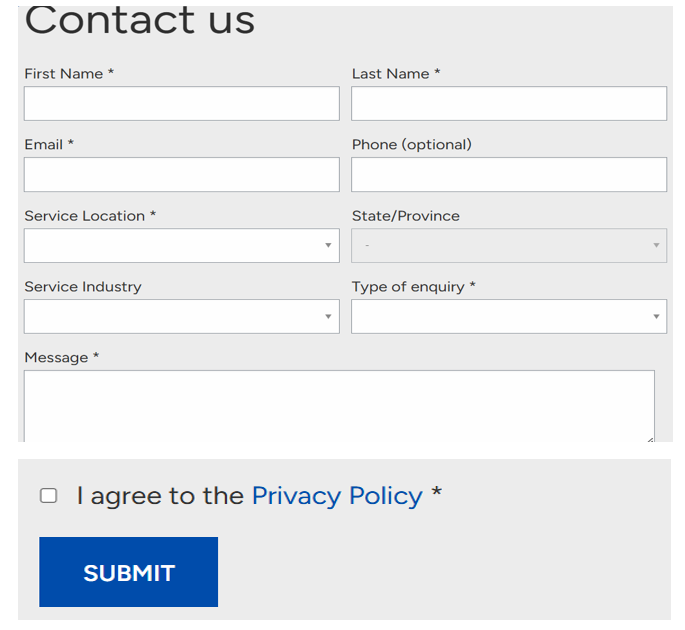 Contact us
First Name * Last Name *
Email * Phone (optional)
Service Location * State/Province
-
Service Industry Type of enquiry *
Message *
I agree to the Privacy Policy *
SUBMIT